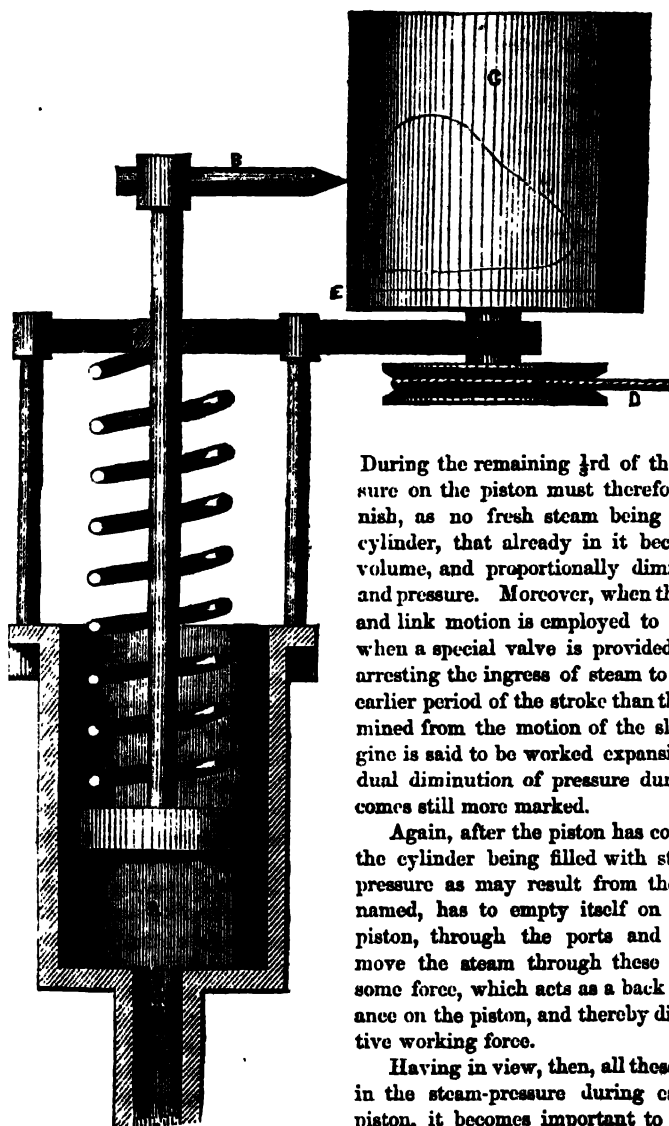 B
C
H
E
D
During the remaining ⅓rd of th
sure on the piston must therefo
nish, as no fresh steam being
cylinder, that already in it bec
volume, and proportionally dim
and pressure. Moreover, when th
and link motion is employed to
when a special valve is provided
arresting the ingress of steam to
earlier period of the stroke than th
mined from the motion of the sl
gine is said to be worked expansi
dual diminution of pressure dur
comes still more marked.
Again, after the piston has co
the cylinder being filled with st
pressure as may result from the
named, has to empty itself on
piston, through the ports and
move the steam through these
some force, which acts as a back
ance on the piston, and thereby di
tive working force.
Having in view, then, all these
in the steam-pressure during ea
piston, it becomes important to